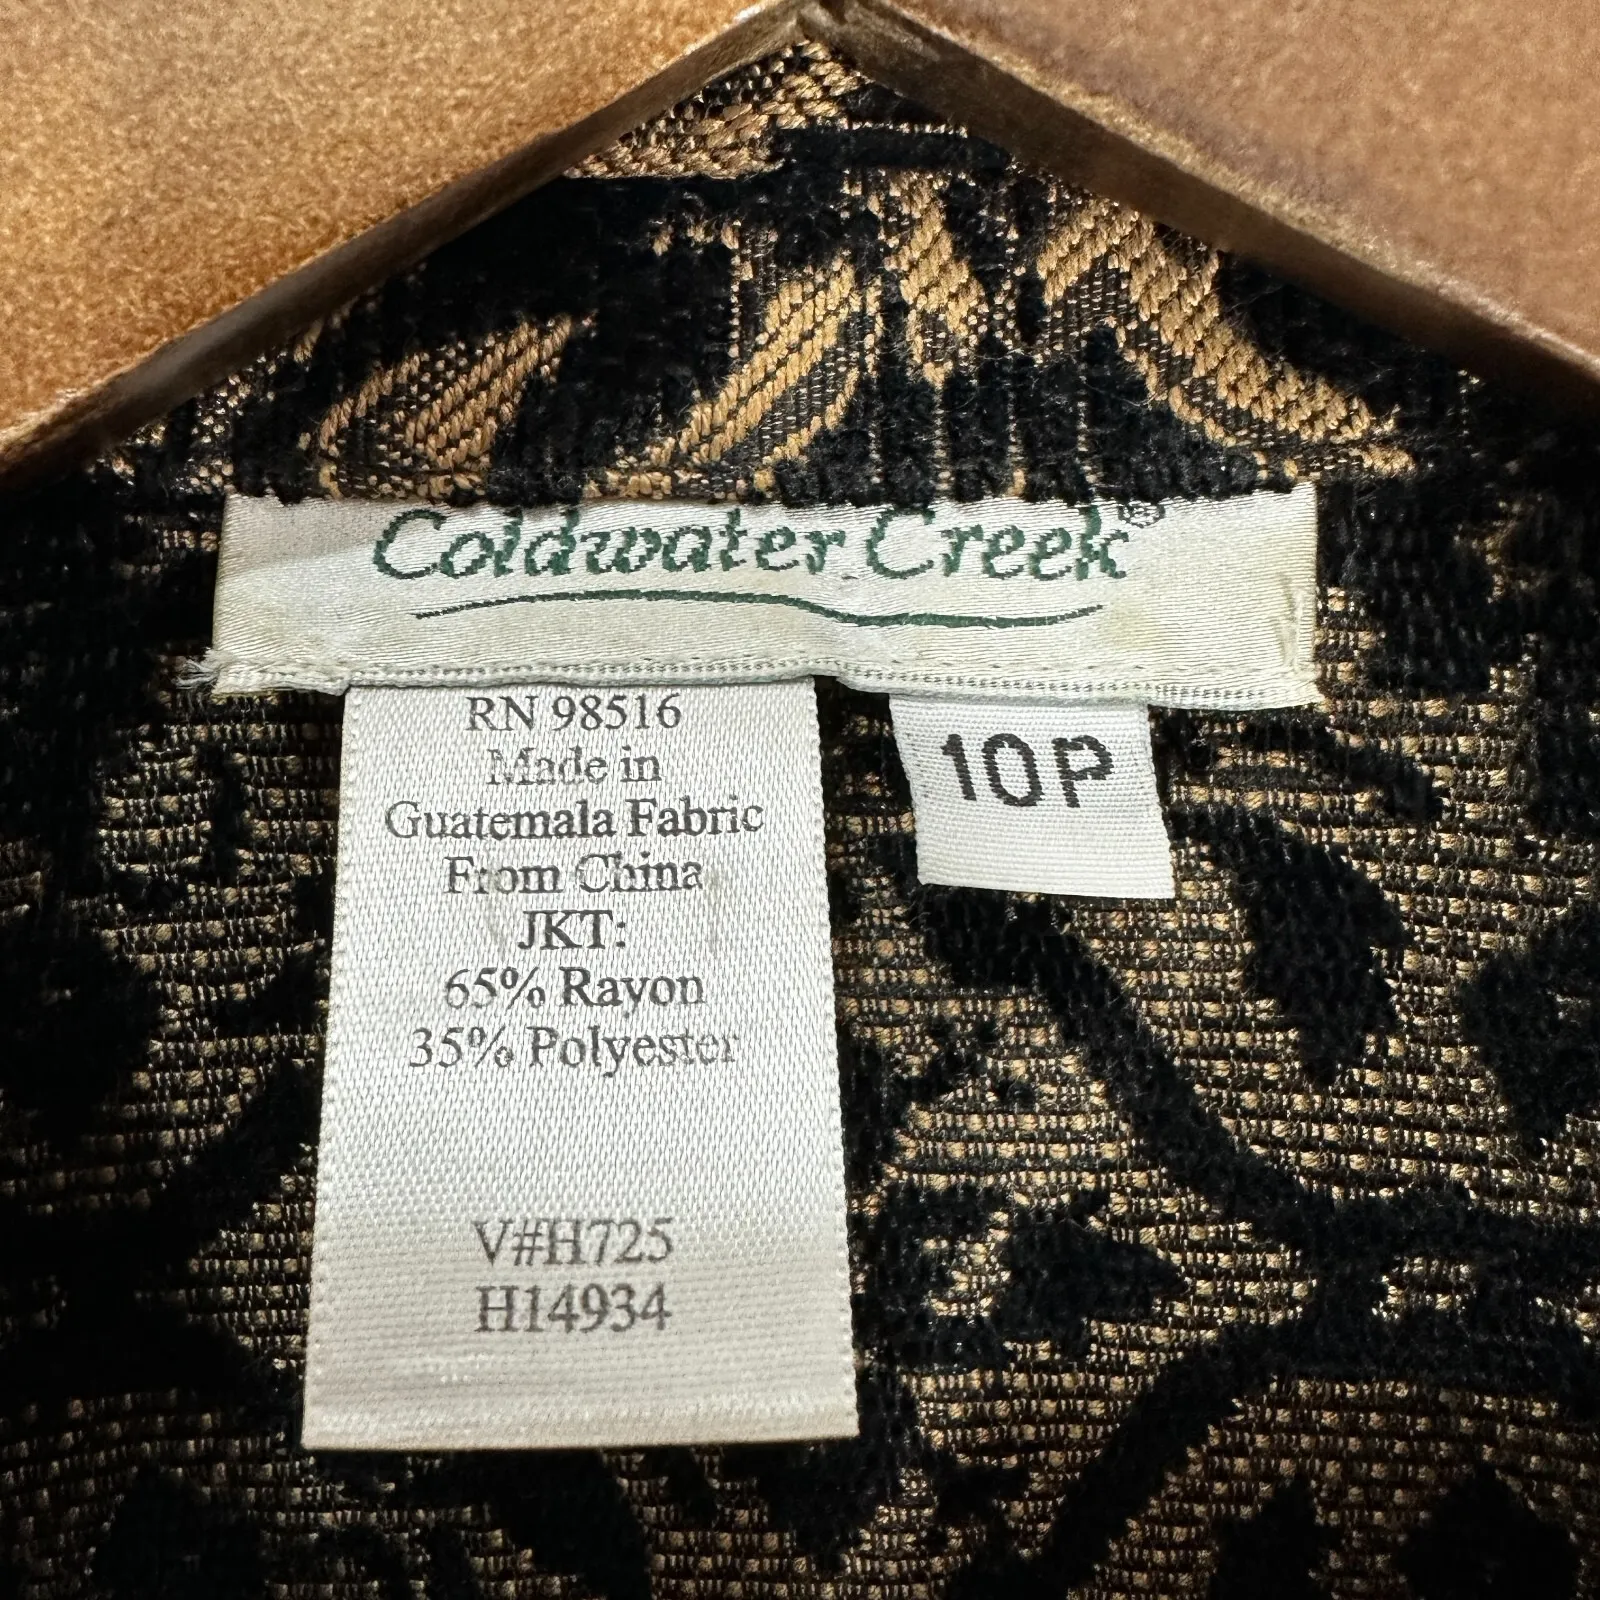 Coldwater Creek®
RN 98516
Made in
Guatemala Fabric
From China
JKT:
65% Rayon
35% Polyester
V#H725
H14934
10P